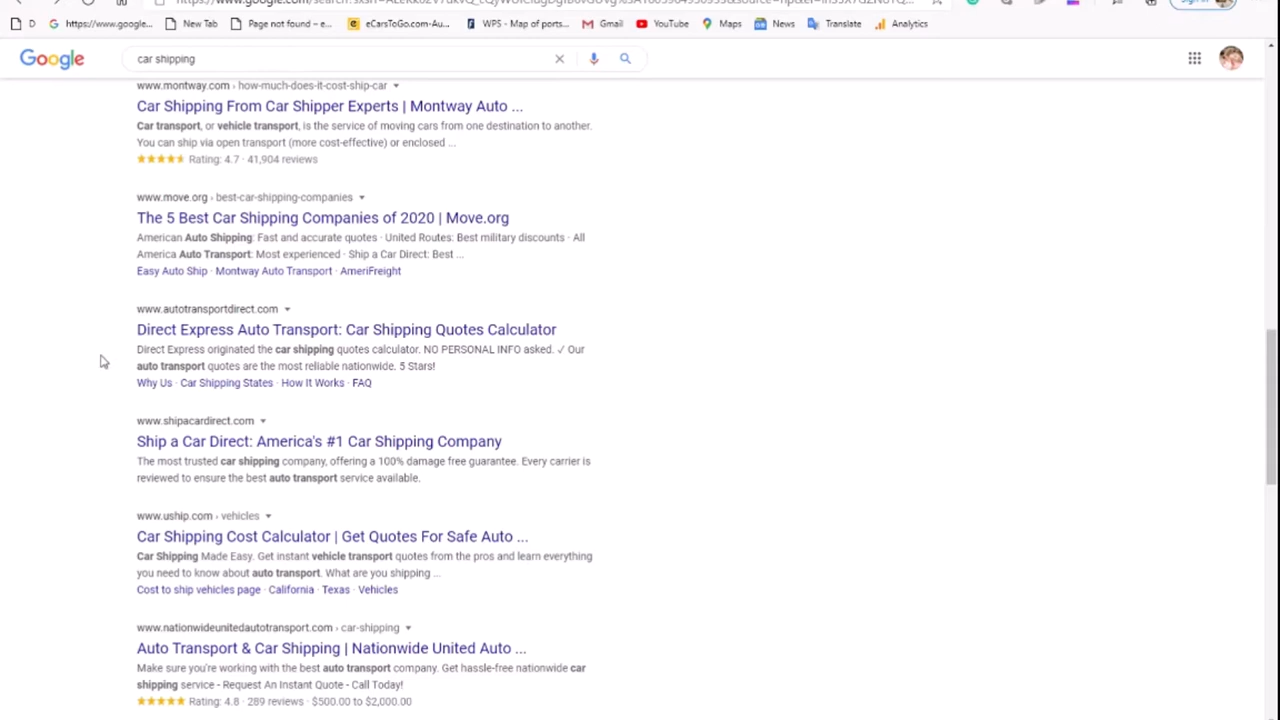 D https://www.google... New Tab Page not found – e... eCarsToGo.com-Au... WPS - Map of ports... Gmail YouTube Maps News Translate Analytics
Google car shipping
www.montway.com › how-much-does-it-cost-ship-car
Car Shipping From Car Shipper Experts | Montway Auto ...
Car transport, or vehicle transport, is the service of moving cars from one destination to another.
You can ship via open transport (more cost-effective) or enclosed ...
Rating: 4.7 · 41,904 reviews
www.move.org › best-car-shipping-companies
The 5 Best Car Shipping Companies of 2020 | Move.org
American Auto Shipping: Fast and accurate quotes · United Routes: Best military discounts · All
America Auto Transport: Most experienced · Ship a Car Direct: Best ...
Easy Auto Ship · Montway Auto Transport · AmeriFreight
www.autotransportdirect.com
Direct Express Auto Transport: Car Shipping Quotes Calculator
Direct Express originated the car shipping quotes calculator. NO PERSONAL INFO asked. ✓ Our
auto transport quotes are the most reliable nationwide. 5 Stars!
Why Us · Car Shipping States · How It Works · FAQ
www.shipacardirect.com
Ship a Car Direct: America's #1 Car Shipping Company
The most trusted car shipping company, offering a 100% damage free guarantee. Every carrier is
reviewed to ensure the best auto transport service available.
www.uship.com › vehicles
Car Shipping Cost Calculator | Get Quotes For Safe Auto ...
Car Shipping Made Easy. Get instant vehicle transport quotes from the pros and learn everything
you need to know about auto transport. What are you shipping ...
Cost to ship vehicles page · California · Texas · Vehicles
www.nationwideunitedautotransport.com › car-shipping
Auto Transport & Car Shipping | Nationwide United Auto ...
Make sure you're working with the best auto transport company. Get hassle-free nationwide car
shipping service - Request An Instant Quote - Call Today!
Rating: 4.8 · 289 reviews · $500.00 to $2,000.00